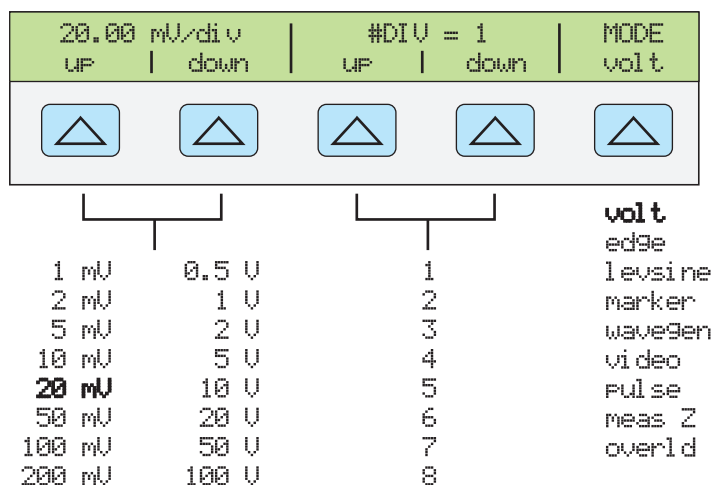 20.00 mV/div | #DIV = 1 | MODE
up | down | up | down | volt
volt
edge
1 mV 0.5 V 1 levsine
2 mV 1 V 2 marker
5 mV 2 V 3 wavegen
10 mV 5 V 4 video
20 mV 10 V 5 pulse
50 mV 20 V 6 meas Z
100 mV 50 V 7 overld
200 mV 100 V 8